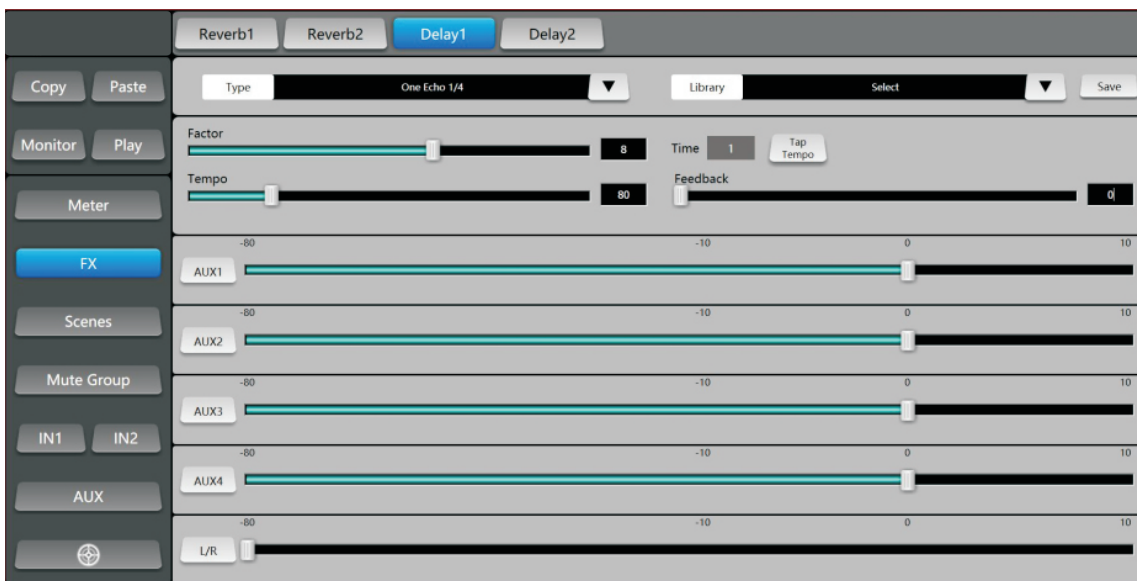 Reverb1 Reverb2 Delay1 Delay2
Copy Paste
Type One Echo 1/4 ▼ Library Select ▼ Save
Monitor Play
Factor 8 Time 1 Tap Tempo
Tempo 80 Feedback 0
Meter
FX
Scenes
Mute Group
IN1 IN2
AUX
-80 -10 0 10
AUX1
-80 -10 0 10
AUX2
-80 -10 0 10
AUX3
-80 -10 0 10
AUX4
-80 -10 0 10
L/R